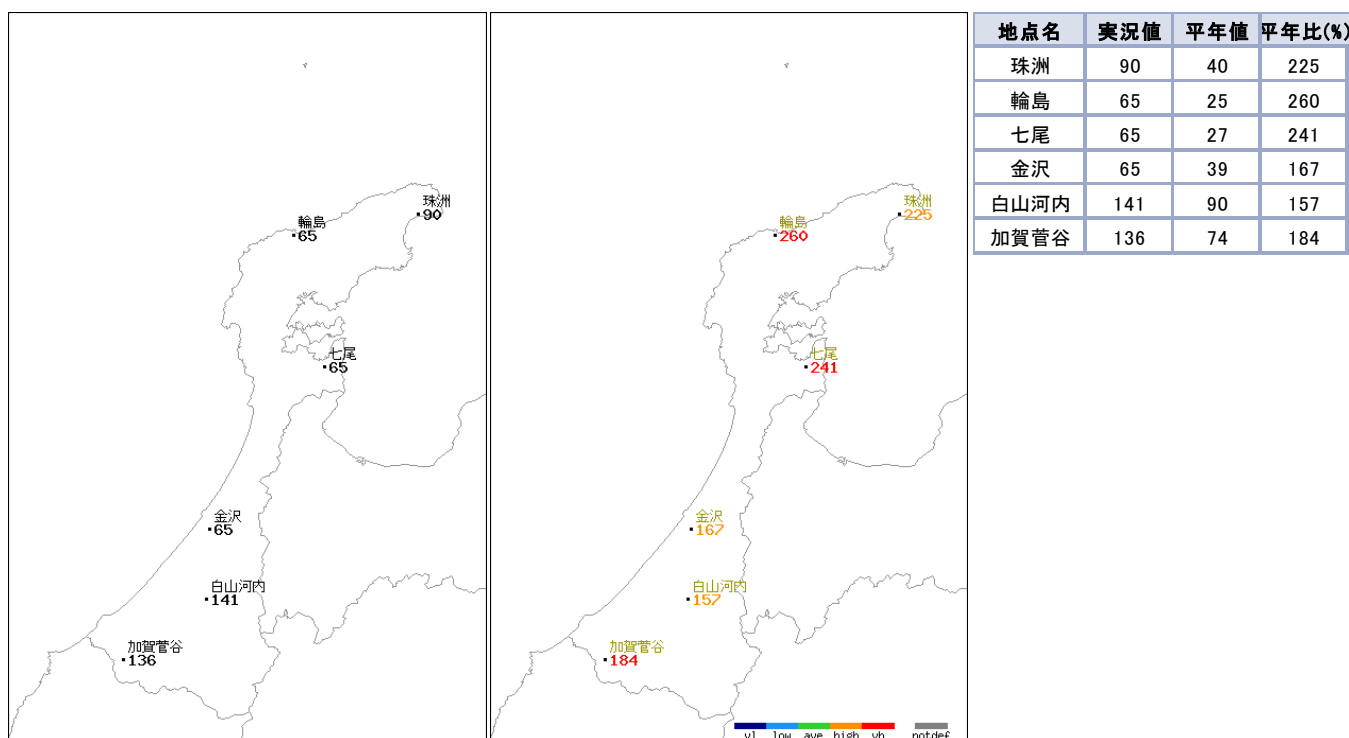 珠洲
90
輪島
65
七尾
65
金沢
65
白山河内
141
加賀菅谷
136
珠洲
225
輪島
260
七尾
241
金沢
167
白山河内
157
加賀菅谷
184
vl low ave high vh notdef
地点名 実況値 平年値 平年比(%)
珠洲 90 40 225
輪島 65 25 260
七尾 65 27 241
金沢 65 39 167
白山河内 141 90 157
加賀菅谷 136 74 184